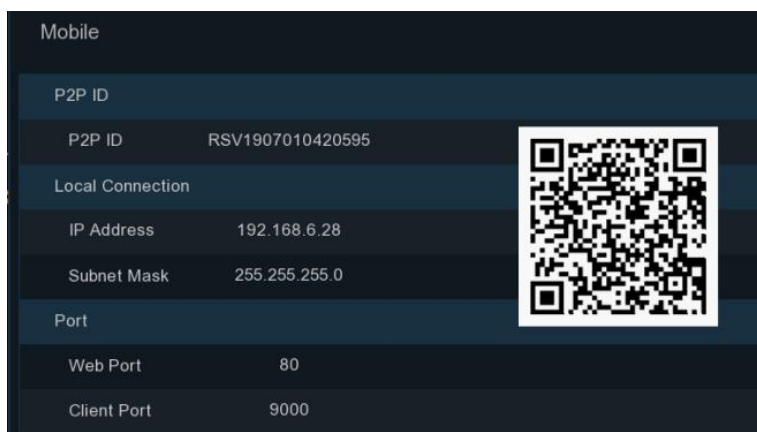 Mobile
P2P ID
P2P ID RSV1907010420595
Local Connection
IP Address 192.168.6.28
Subnet Mask 255.255.255.0
Port
Web Port 80
Client Port 9000